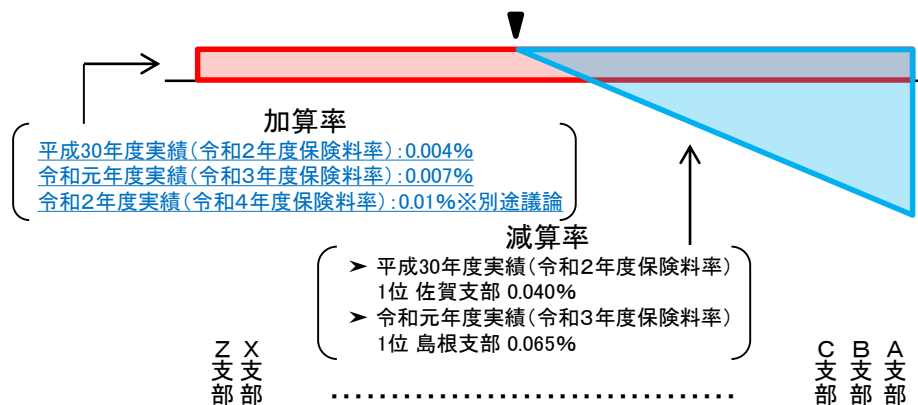 加算率
平成30年度実績(令和2年度保険料率):0.004%
令和元年度実績(令和3年度保険料率):0.007%
令和2年度実績(令和4年度保険料率):0.01%※別途議論
減算率
➤ 平成30年度実績(令和2年度保険料率)
1位 佐賀支部 0.040%
➤ 令和元年度実績(令和3年度保険料率)
1位 島根支部 0.065%
Z支部
X支部
………………………………
C支部
B支部
A支部